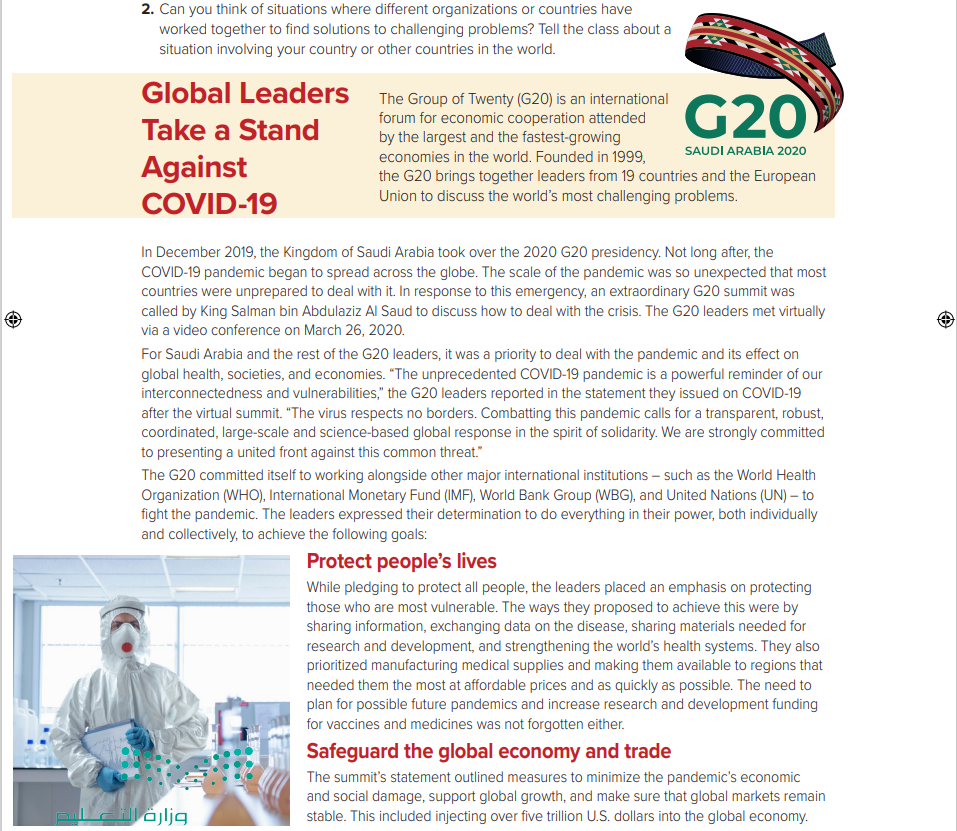 2. Can you think of situations where different organizations or countries have
worked together to find solutions to challenging problems? Tell the class about a
situation involving your country or other countries in the world.
Global Leaders
Take a Stand
Against
COVID-19
The Group of Twenty (G20) is an international
forum for economic cooperation attended
by the largest and the fastest-growing
economies in the world. Founded in 1999,
the G20 brings together leaders from 19 countries and the European
Union to discuss the world's most challenging problems.
G20
SAUDI ARABIA 2020
In December 2019, the Kingdom of Saudi Arabia took over the 2020 G20 presidency. Not long after, the
COVID-19 pandemic began to spread across the globe. The scale of the pandemic was so unexpected that most
countries were unprepared to deal with it. In response to this emergency, an extraordinary G20 summit was
called by King Salman bin Abdulaziz Al Saud to discuss how to deal with the crisis. The G20 leaders met virtually
via a video conference on March 26, 2020.
For Saudi Arabia and the rest of the G20 leaders, it was a priority to deal with the pandemic and its effect on
global health, societies, and economies. “The unprecedented COVID-19 pandemic is a powerful reminder of our
interconnectedness and vulnerabilities,” the G20 leaders reported in the statement they issued on COVID-19
after the virtual summit. “The virus respects no borders. Combatting this pandemic calls for a transparent, robust,
coordinated, large-scale and science-based global response in the spirit of solidarity. We are strongly committed
to presenting a united front against this common threat.”
The G20 committed itself to working alongside other major international institutions – such as the World Health
Organization (WHO), International Monetary Fund (IMF), World Bank Group (WBG), and United Nations (UN) – to
fight the pandemic. The leaders expressed their determination to do everything in their power, both individually
and collectively, to achieve the following goals:
Protect people's lives
While pledging to protect all people, the leaders placed an emphasis on protecting
those who are most vulnerable. The ways they proposed to achieve this were by
sharing information, exchanging data on the disease, sharing materials needed for
research and development, and strengthening the world's health systems. They also
prioritized manufacturing medical supplies and making them available to regions that
needed them the most at affordable prices and as quickly as possible. The need to
plan for possible future pandemics and increase research and development funding
for vaccines and medicines was not forgotten either.
Safeguard the global economy and trade
The summit's statement outlined measures to minimize the pandemic's economic
and social damage, support global growth, and make sure that global markets remain
stable. This included injecting over five trillion U.S. dollars into the global economy.
وزارة التعليم